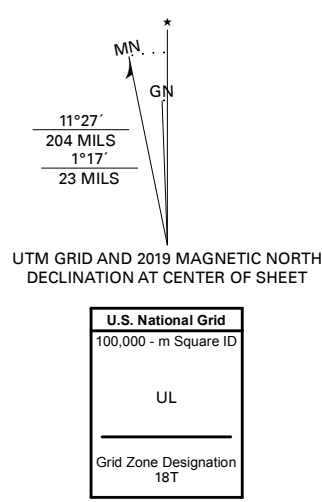 ★
MN
GN
11°27´
204 MILS
1°17´
23 MILS
UTM GRID AND 2019 MAGNETIC NORTH
DECLINATION AT CENTER OF SHEET
U.S. National Grid
100,000 - m Square ID
UL
Grid Zone Designation
18T